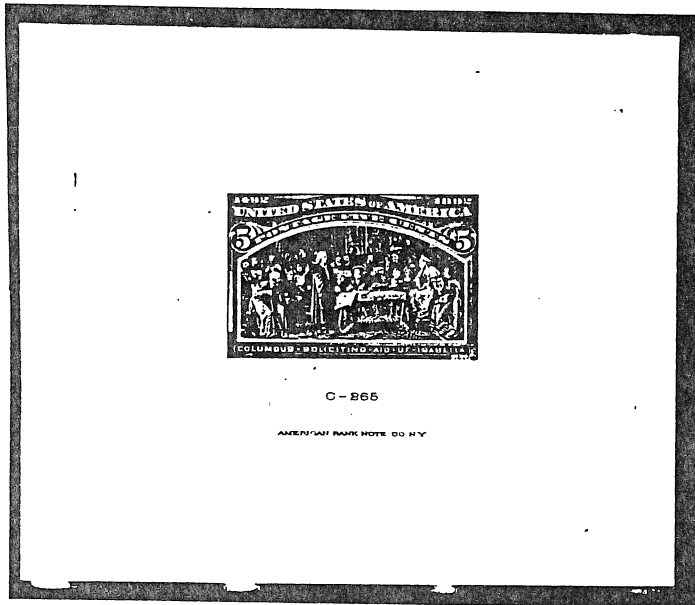 1492 1892
UNITED STATES OF AMERICA
POSTAGE FIVE CENTS
5 5
COLUMBUS · SOLICITING · AID · OF · ISABELLA
C-265
AMERICAN BANK NOTE CO N Y